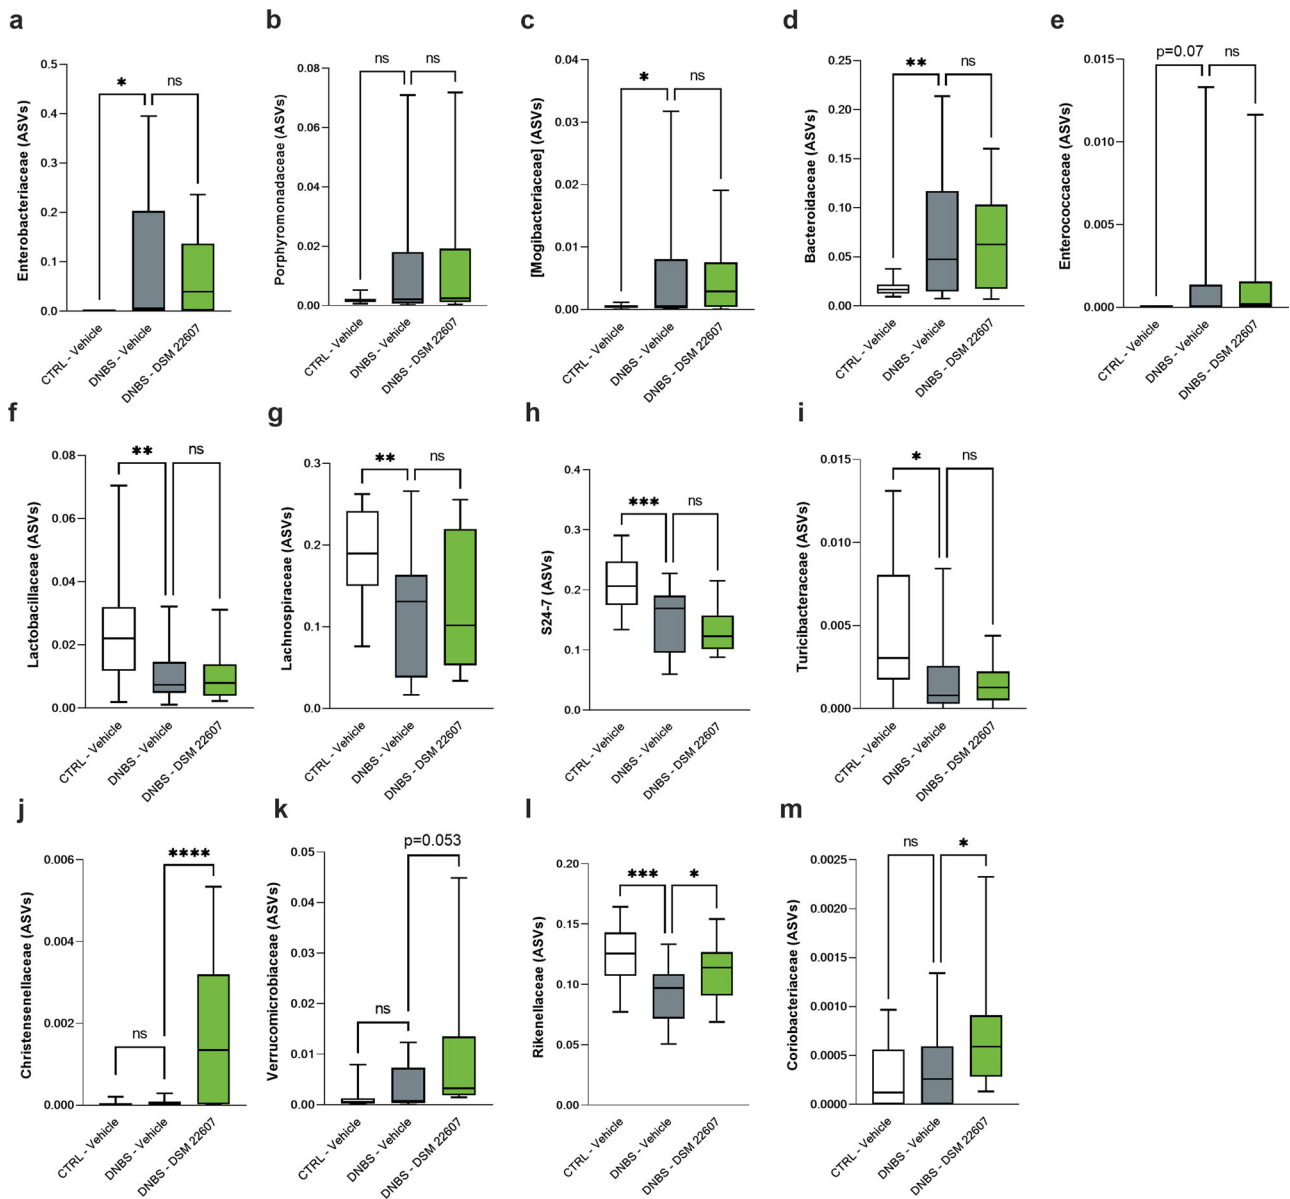 a
b
c
d
e
Enterobacteriaceae (ASVs)
0.5
0.4
0.3
0.2
0.1
0.0
*
ns
CTRL - Vehicle
DNBS - Vehicle
DNBS - DSM 22607
Porphyromonadaceae (ASVs)
0.08
0.06
0.04
0.02
0.00
ns
ns
CTRL - Vehicle
DNBS - Vehicle
DNBS - DSM 22607
[Mogibacteriaceae] (ASVs)
0.04
0.03
0.02
0.01
0.00
*
ns
CTRL - Vehicle
DNBS - Vehicle
DNBS - DSM 22607
Bacteroidaceae (ASVs)
0.25
0.20
0.15
0.10
0.05
0.00
**
ns
CTRL - Vehicle
DNBS - Vehicle
DNBS - DSM 22607
Enterococcaceae (ASVs)
0.015
0.010
0.005
0.000
p=0.07
ns
CTRL - Vehicle
DNBS - Vehicle
DNBS - DSM 22607
f
g
h
i
Lactobacillaceae (ASVs)
0.08
0.06
0.04
0.02
0.00
**
ns
CTRL - Vehicle
DNBS - Vehicle
DNBS - DSM 22607
Lachnospiraceae (ASVs)
0.3
0.2
0.1
0.0
**
ns
CTRL - Vehicle
DNBS - Vehicle
DNBS - DSM 22607
S24-7 (ASVs)
0.4
0.3
0.2
0.1
0.0
***
ns
CTRL - Vehicle
DNBS - Vehicle
DNBS - DSM 22607
Turicibacteraceae (ASVs)
0.015
0.010
0.005
0.000
*
ns
CTRL - Vehicle
DNBS - Vehicle
DNBS - DSM 22607
j
k
l
m
Christensenellaceae (ASVs)
0.006
0.004
0.002
0.000
ns
****
CTRL - Vehicle
DNBS - Vehicle
DNBS - DSM 22607
Verrucomicrobiaceae (ASVs)
0.05
0.04
0.03
0.02
0.01
0.00
ns
p=0.053
CTRL - Vehicle
DNBS - Vehicle
DNBS - DSM 22607
Rikenellaceae (ASVs)
0.20
0.15
0.10
0.05
0.00
***
*
CTRL - Vehicle
DNBS - Vehicle
DNBS - DSM 22607
Coriobacteriaceae (ASVs)
0.0025
0.0020
0.0015
0.0010
0.0005
0.0000
ns
*
CTRL - Vehicle
DNBS - Vehicle
DNBS - DSM 22607